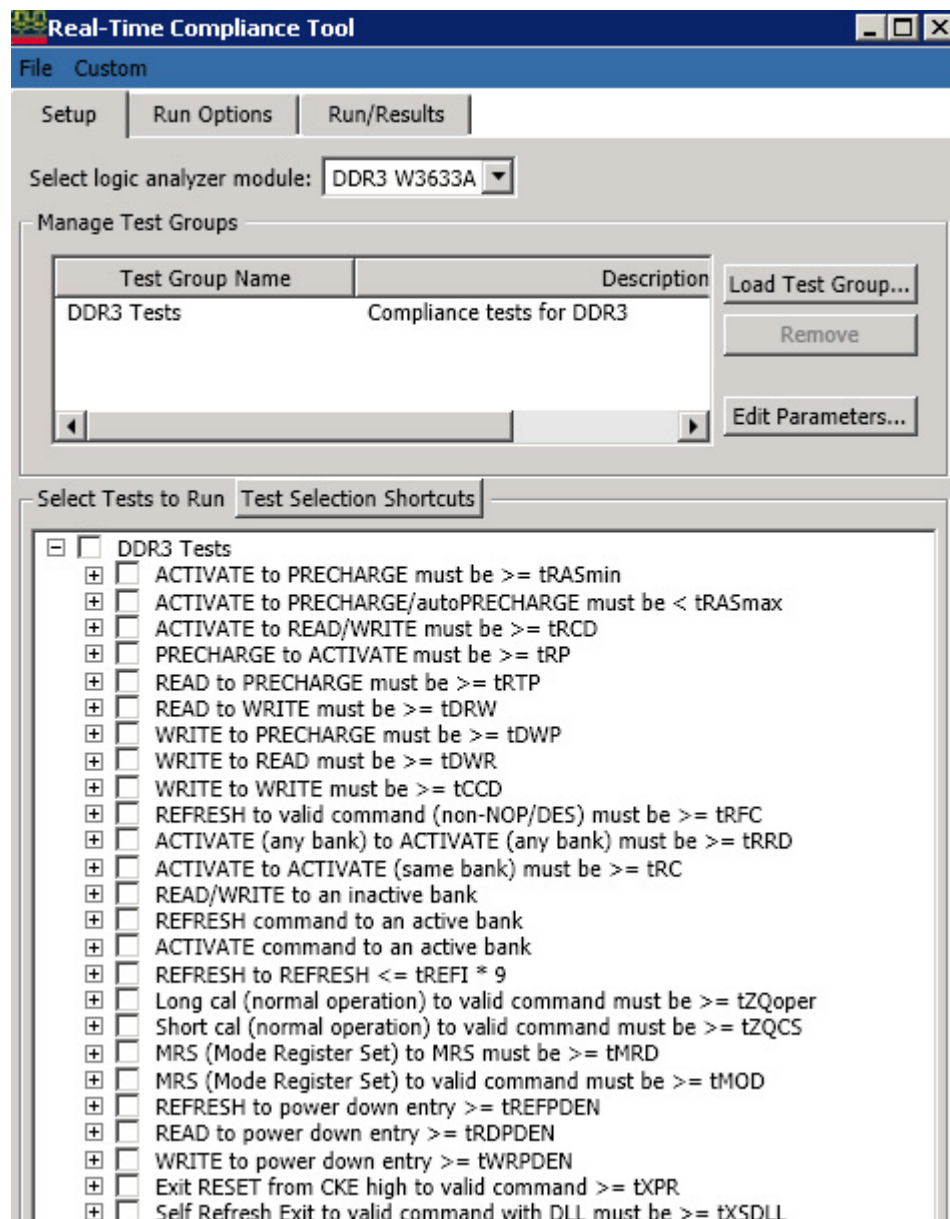 Real-Time Compliance Tool
File Custom
Setup Run Options Run/Results
Select logic analyzer module: DDR3 W3633A
Manage Test Groups
Test Group Name Description
Load Test Group...
DDR3 Tests Compliance tests for DDR3
Remove
Edit Parameters...
Select Tests to Run Test Selection Shortcuts
DDR3 Tests
ACTIVATE to PRECHARGE must be >= tRASmin
ACTIVATE to PRECHARGE/autoPRECHARGE must be < tRASmax
ACTIVATE to READ/WRITE must be >= tRCD
PRECHARGE to ACTIVATE must be >= tRP
READ to PRECHARGE must be >= tRTP
READ to WRITE must be >= tDRW
WRITE to PRECHARGE must be >= tDWP
WRITE to READ must be >= tDWR
WRITE to WRITE must be >= tCCD
REFRESH to valid command (non-NOP/DES) must be >= tRFC
ACTIVATE (any bank) to ACTIVATE (any bank) must be >= tRRD
ACTIVATE to ACTIVATE (same bank) must be >= tRC
READ/WRITE to an inactive bank
REFRESH command to an active bank
ACTIVATE command to an active bank
REFRESH to REFRESH <= tREFI * 9
Long cal (normal operation) to valid command must be >= tZQoper
Short cal (normal operation) to valid command must be >= tZQCS
MRS (Mode Register Set) to MRS must be >= tMRD
MRS (Mode Register Set) to valid command must be >= tMOD
REFRESH to power down entry >= tREFPDEN
READ to power down entry >= tRDPDEN
WRITE to power down entry >= tWRPDEN
Exit RESET from CKE high to valid command >= tXPR
Self Refresh Exit to valid command with DLL must be >= tXSDLL